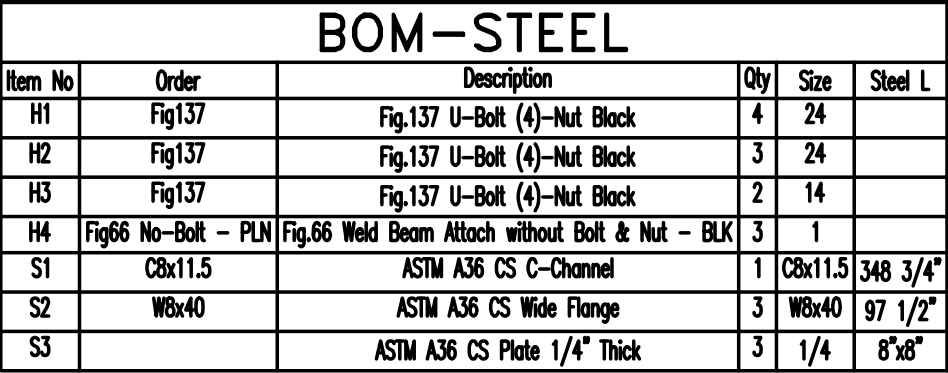 BOM-STEEL
Item No Order Description Qty Size Steel L
H1 Fig137 Fig.137 U-Bolt (4)-Nut Black 4 24
H2 Fig137 Fig.137 U-Bolt (4)-Nut Black 3 24
H3 Fig137 Fig.137 U-Bolt (4)-Nut Black 2 14
H4 Fig66 No-Bolt - PLN Fig.66 Weld Beam Attach without Bolt & Nut - BLK 3 1
S1 C8x11.5 ASTM A36 CS C-Channel 1 C8x11.5 348 3/4"
S2 W8x40 ASTM A36 CS Wide Flange 3 W8x40 97 1/2"
S3 ASTM A36 CS Plate 1/4" Thick 3 1/4 8"x8"